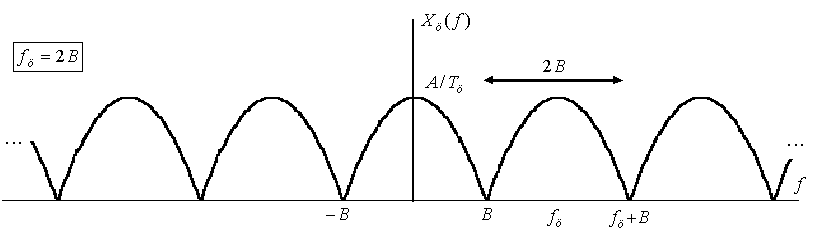 X_δ(f)
f_δ = 2B
2B
A/T_δ
... ...
f
−B B f_δ f_δ+B